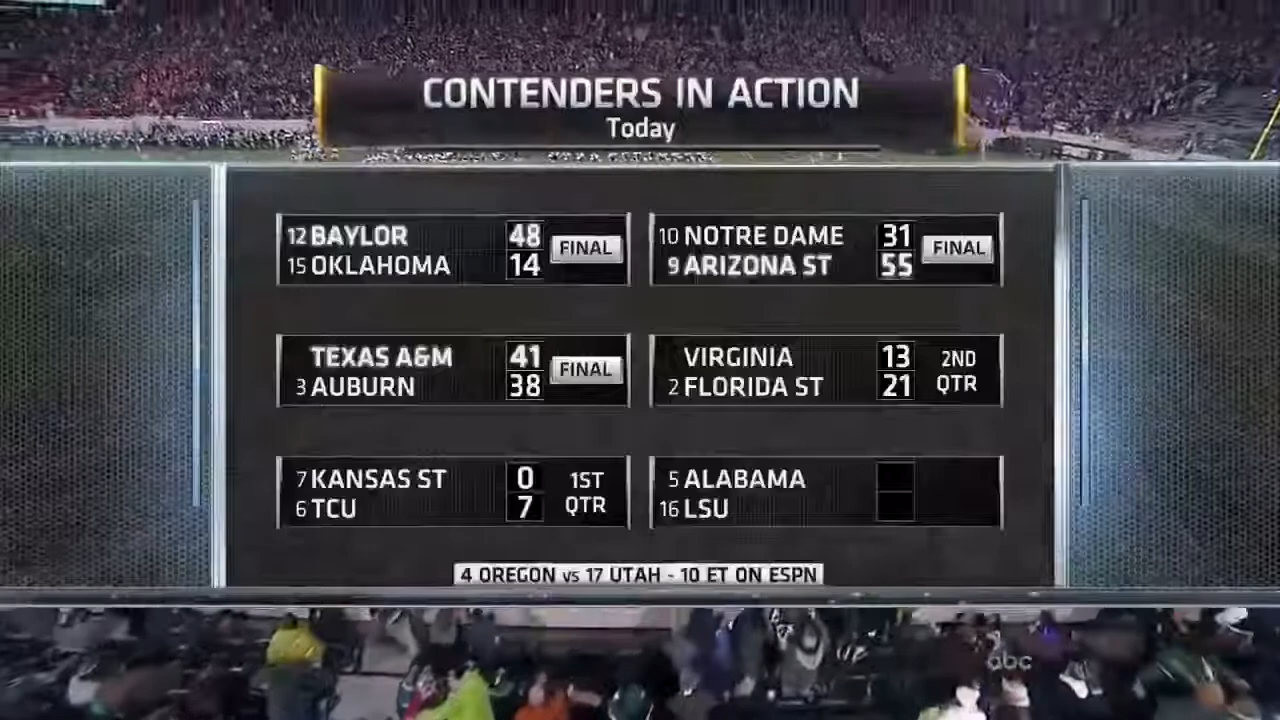 CONTENDERS IN ACTION
Today
12 BAYLOR 48 FINAL
15 OKLAHOMA 14
10 NOTRE DAME 31 FINAL
9 ARIZONA ST 55
TEXAS A&M 41 FINAL
3 AUBURN 38
VIRGINIA 13 2ND
2 FLORIDA ST 21 QTR
7 KANSAS ST 0 1ST
6 TCU 7 QTR
5 ALABAMA
16 LSU
4 OREGON vs 17 UTAH - 10 ET ON ESPN
abc